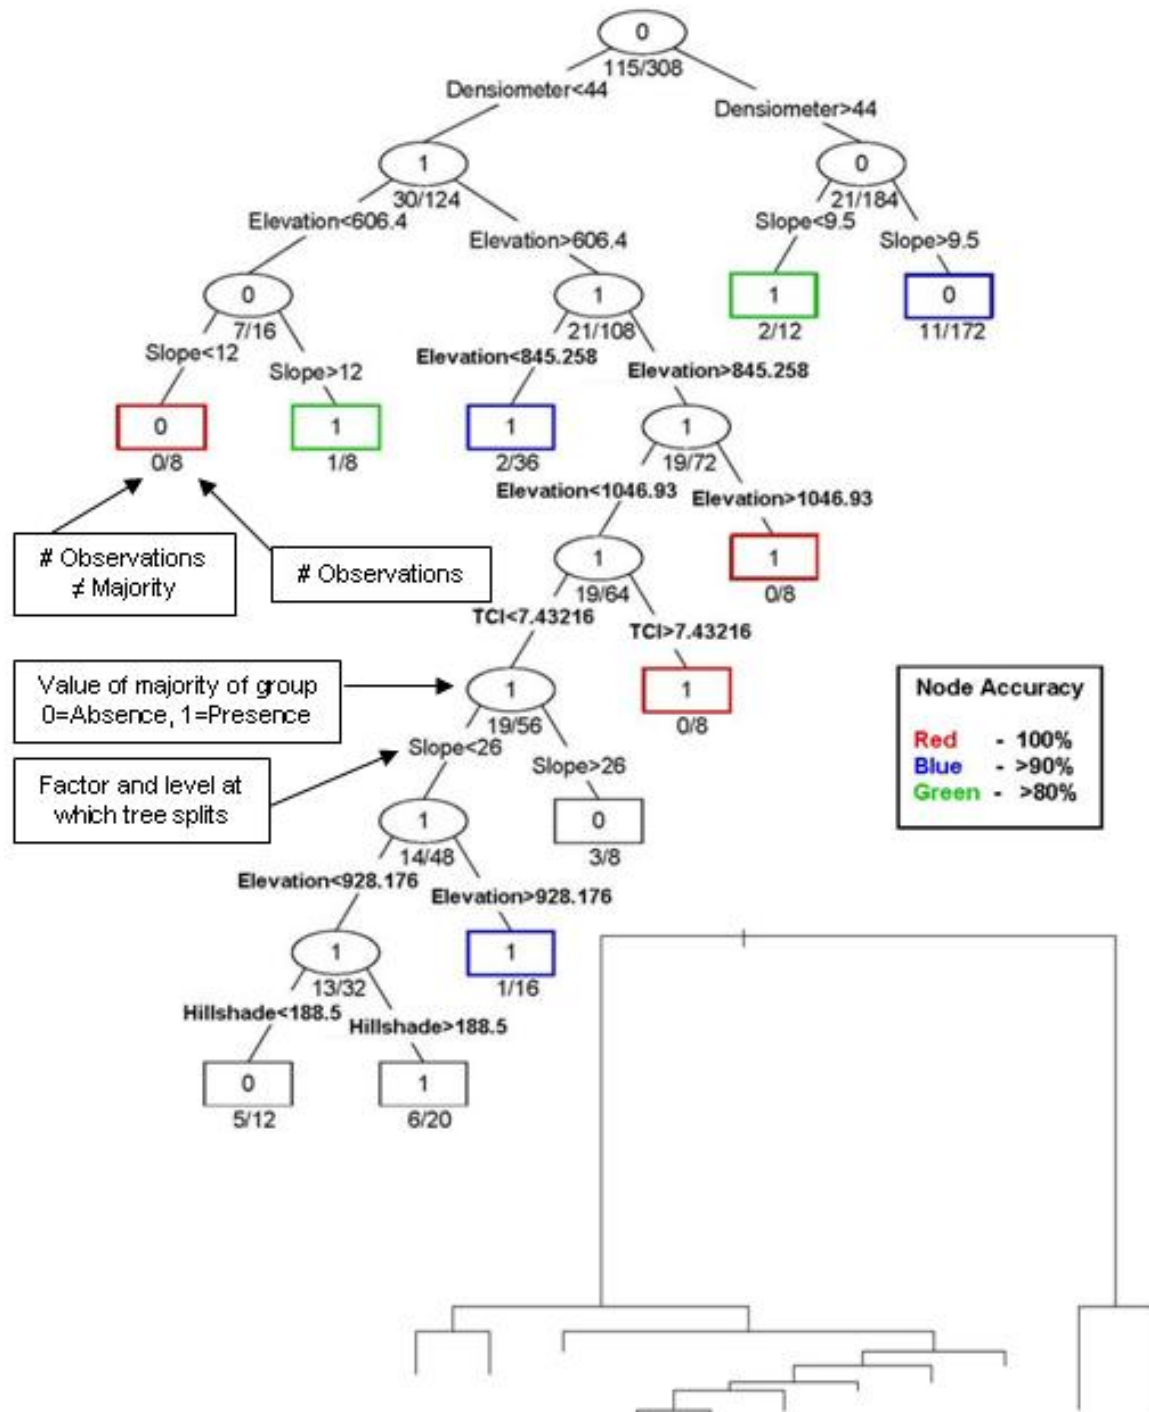 0
115/308
Densiometer<44
Densiometer>44
1
30/124
0
21/184
Elevation<606.4
Elevation>606.4
Slope<9.5
Slope>9.5
0
7/16
1
21/108
1
2/12
0
11/172
Slope<12
Slope>12
Elevation<845.258
Elevation>845.258
0
0/8
1
1/8
1
2/36
1
19/72
Elevation<1046.93
Elevation>1046.93
# Observations
≠ Majority
# Observations
1
19/64
1
0/8
TCI<7.43216
TCI>7.43216
Value of majority of group
0=Absence, 1=Presence
1
19/56
1
0/8
Node Accuracy
Red - 100%
Blue - >90%
Green - >80%
Slope<26
Slope>26
Factor and level at
which tree splits
1
14/48
0
3/8
Elevation<928.176
Elevation>928.176
1
13/32
1
1/16
Hillshade<188.5
Hillshade>188.5
0
5/12
1
6/20